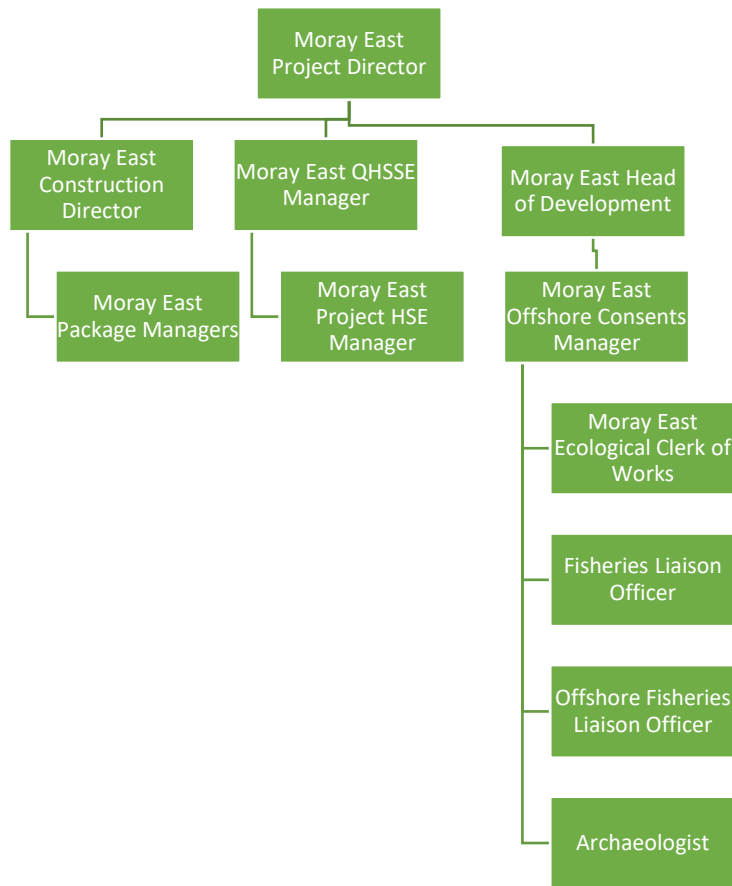 Moray East
Project Director
Moray East
Construction
Director
Moray East QHSSE
Manager
Moray East Head
of Development
Moray East
Package Managers
Moray East
Project HSE
Manager
Moray East
Offshore Consents
Manager
Moray East
Ecological Clerk of
Works
Fisheries Liaison
Officer
Offshore Fisheries
Liaison Officer
Archaeologist